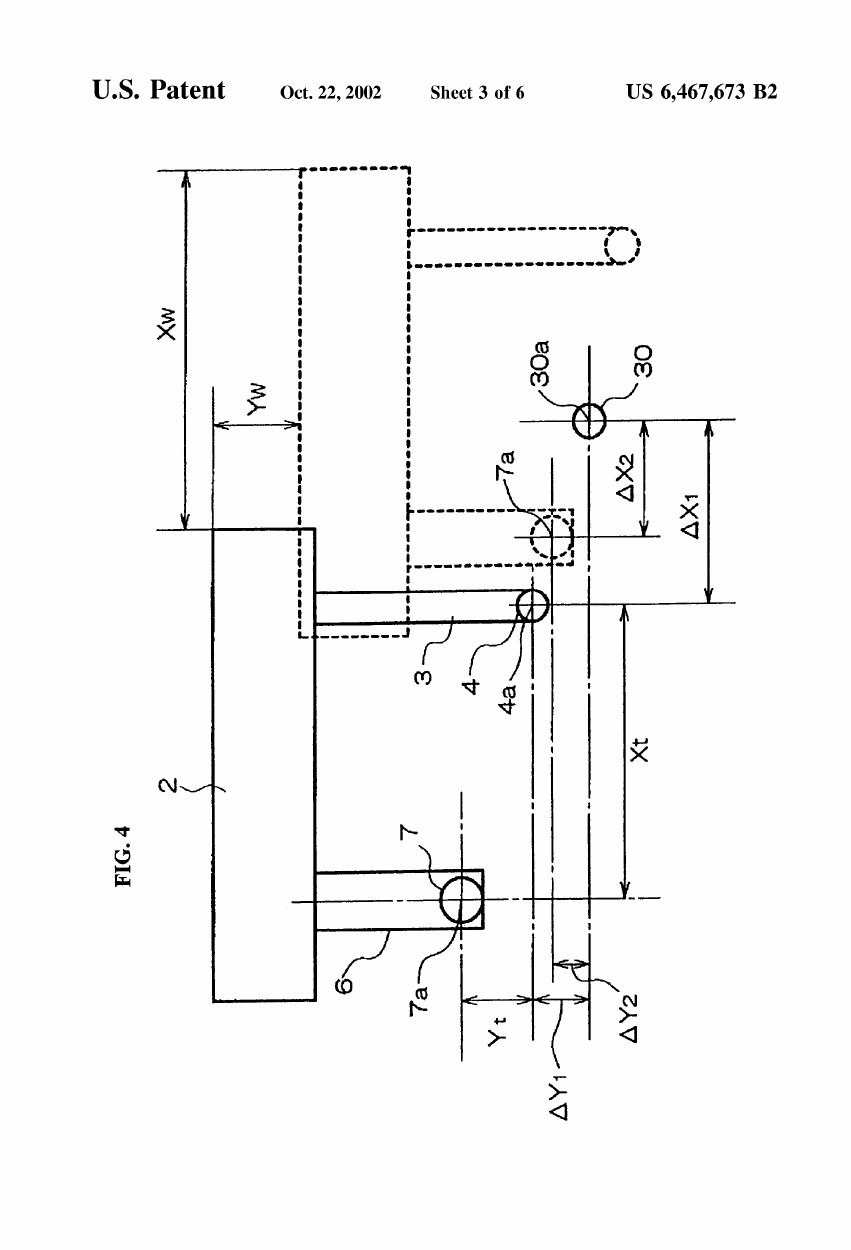 U.S. Patent Oct. 22, 2002 Sheet 3 of 6 US 6,467,673 B2
FIG. 4
XW
YW
30a
30
7a
ΔX2
ΔX1
3
4
4a
Xt
2
7
6
7a
Yt
ΔY1
ΔY2